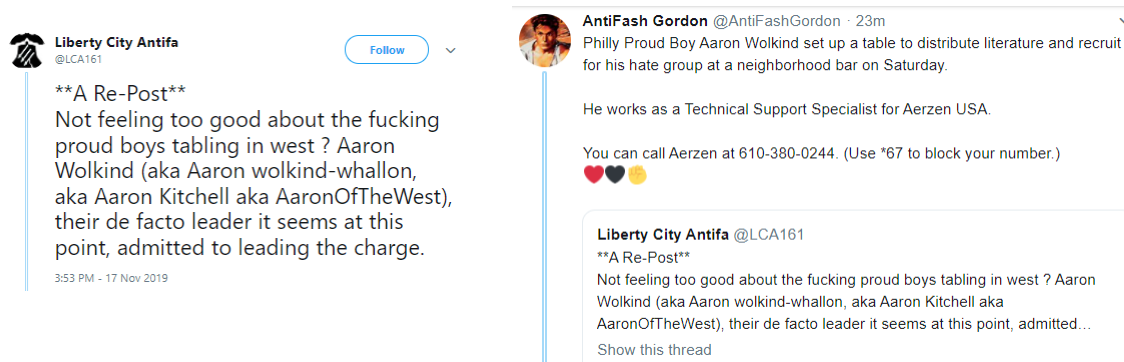 Liberty City Antifa
@LCA161
Follow
**A Re-Post**
Not feeling too good about the fucking
proud boys tabling in west ? Aaron
Wolkind (aka Aaron wolkind-whallon,
aka Aaron Kitchell aka AaronOfTheWest),
their de facto leader it seems at this
point, admitted to leading the charge.
3:53 PM - 17 Nov 2019
AntiFash Gordon @AntiFashGordon · 23m
Philly Proud Boy Aaron Wolkind set up a table to distribute literature and recruit
for his hate group at a neighborhood bar on Saturday.
He works as a Technical Support Specialist for Aerzen USA.
You can call Aerzen at 610-380-0244. (Use *67 to block your number.)
❤️🖤✊
Liberty City Antifa @LCA161
**A Re-Post**
Not feeling too good about the fucking proud boys tabling in west ? Aaron
Wolkind (aka Aaron wolkind-whallon, aka Aaron Kitchell aka
AaronOfTheWest), their de facto leader it seems at this point, admitted...
Show this thread